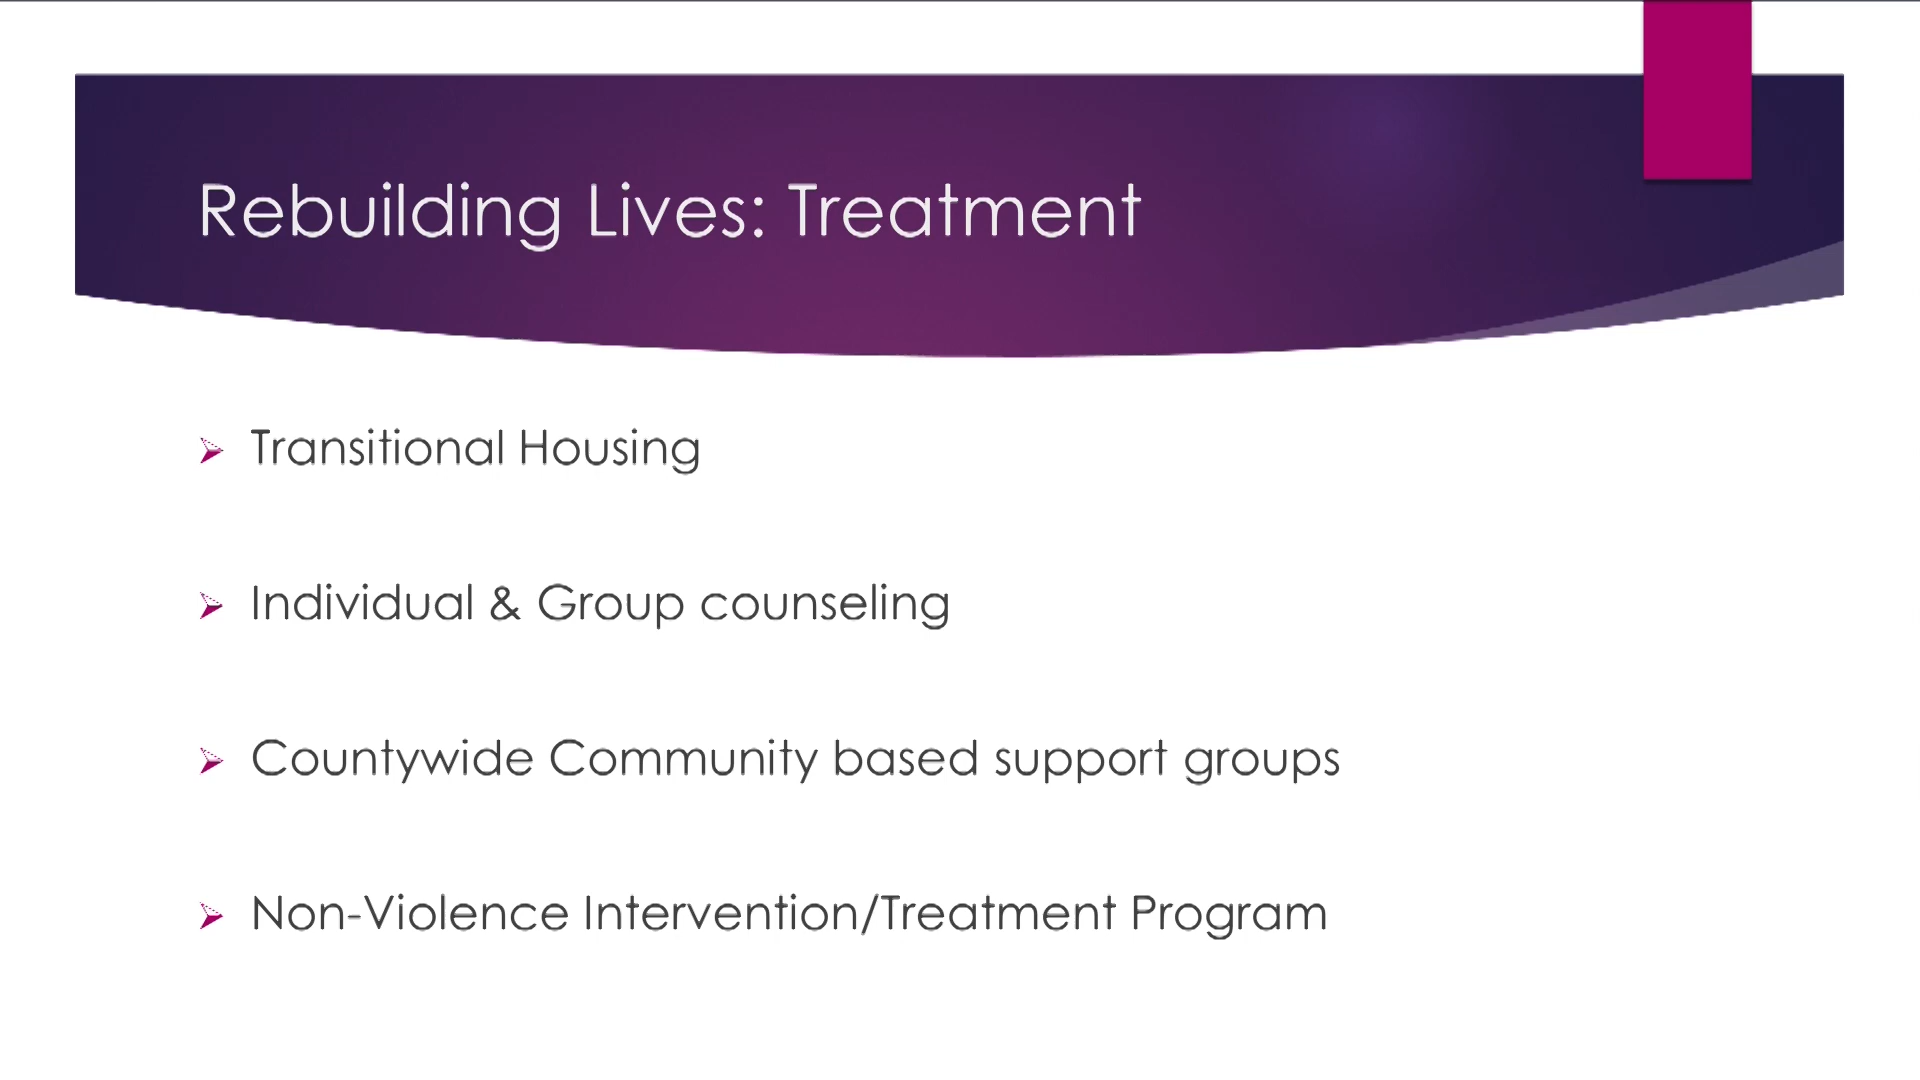 Rebuilding Lives: Treatment
Transitional Housing
Individual & Group counseling
Countywide Community based support groups
Non-Violence Intervention/Treatment Program